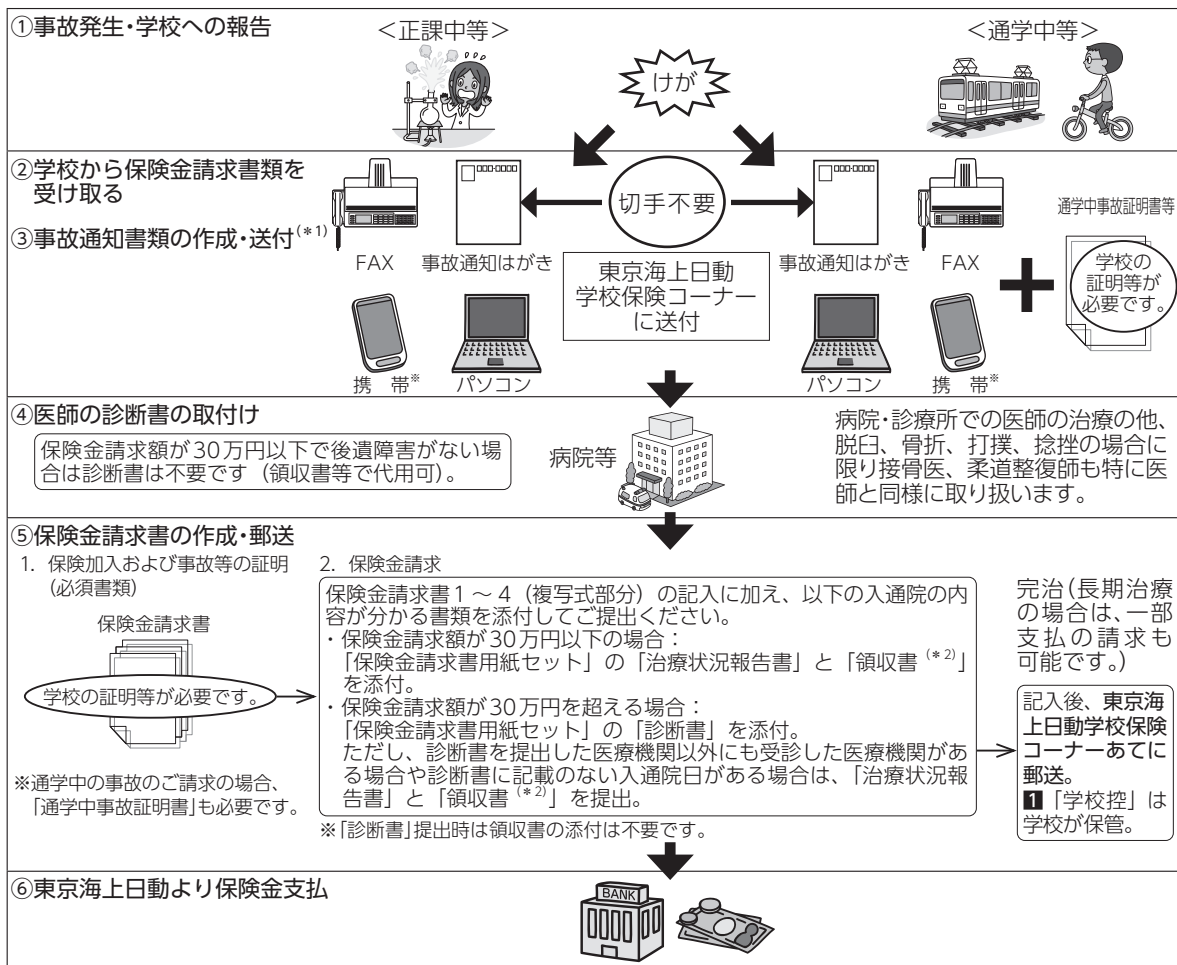 ①事故発生・学校への報告
＜正課中等＞
けが
＜通学中等＞
②学校から保険金請求書類を
受け取る
③事故通知書類の作成・送付(＊1)
FAX
事故通知はがき
切手不要
事故通知はがき
FAX
通学中事故証明書等
学校の
証明等が
必要です。
東京海上日動
学校保険コーナー
に送付
携　帯※
パソコン
パソコン
携　帯※
④医師の診断書の取付け
保険金請求額が30万円以下で後遺障害がない場
合は診断書は不要です（領収書等で代用可）。
病院等
病院・診療所での医師の治療の他、
脱臼、骨折、打撲、捻挫の場合に
限り接骨医、柔道整復師も特に医
師と同様に取り扱います。
⑤保険金請求書の作成・郵送
1. 保険加入および事故等の証明
(必須書類)
保険金請求書
学校の証明等が必要です。
※通学中の事故のご請求の場合、
「通学中事故証明書」も必要です。
2. 保険金請求
保険金請求書1～4（複写式部分）の記入に加え、以下の入通院の内
容が分かる書類を添付してご提出ください。
・保険金請求額が30万円以下の場合：
「保険金請求書用紙セット」の「治療状況報告書」と「領収書(＊2)」
を添付。
・保険金請求額が30万円を超える場合：
「保険金請求書用紙セット」の「診断書」を添付。
ただし、診断書を提出した医療機関以外にも受診した医療機関があ
る場合や診断書に記載のない入通院日がある場合は、「治療状況報
告書」と「領収書(＊2)」を提出。
※「診断書」提出時は領収書の添付は不要です。
完治(長期治療
の場合は、一部
支払の請求も
可能です。)
記入後、東京海
上日動学校保険
コーナーあてに
郵送。
1「学校控」は
学校が保管。
⑥東京海上日動より保険金支払
BANK